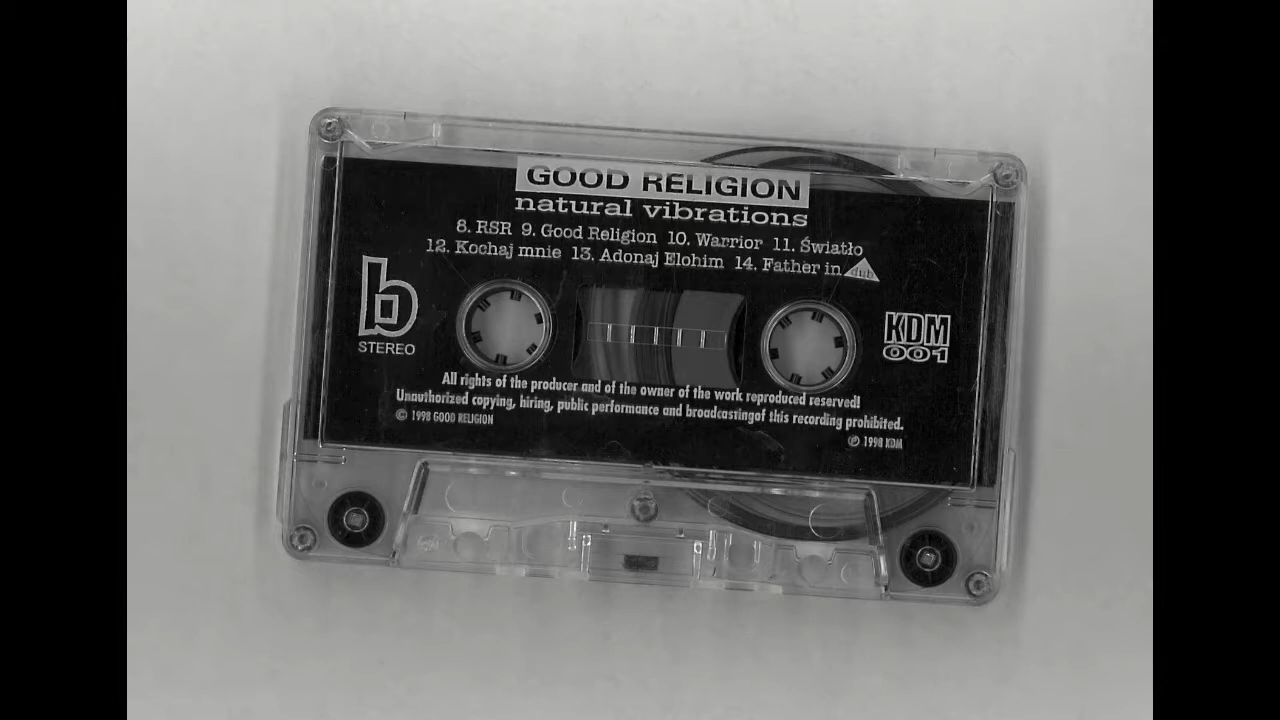 GOOD RELIGION
natural vibrations
8. RSR 9. Good Religion 10. Warrior 11. Światło
12. Kochaj mnie 13. Adonaj Elohim 14. Father in dub
b
STEREO
KDM
001
All rights of the producer and of the owner of the work reproduced reserved!
Unauthorized copying, hiring, public performance and broadcastingof this recording prohibited.
© 1998 GOOD RELIGION
℗ 1998 KDM